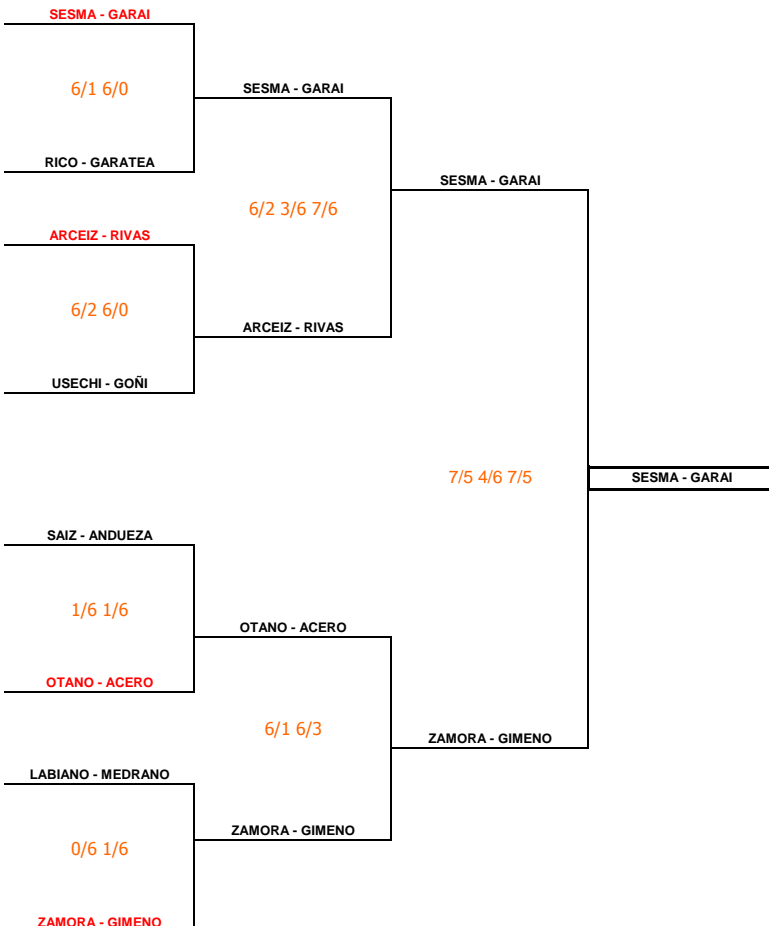 SESMA - GARAI
6/1 6/0
SESMA - GARAI
RICO - GARATEA
SESMA - GARAI
6/2 3/6 7/6
ARCEIZ - RIVAS
6/2 6/0
ARCEIZ - RIVAS
USECHI - GOÑI
7/5 4/6 7/5
SESMA - GARAI
SAIZ - ANDUEZA
1/6 1/6
OTANO - ACERO
OTANO - ACERO
6/1 6/3
ZAMORA - GIMENO
LABIANO - MEDRANO
ZAMORA - GIMENO
0/6 1/6
ZAMORA - GIMENO